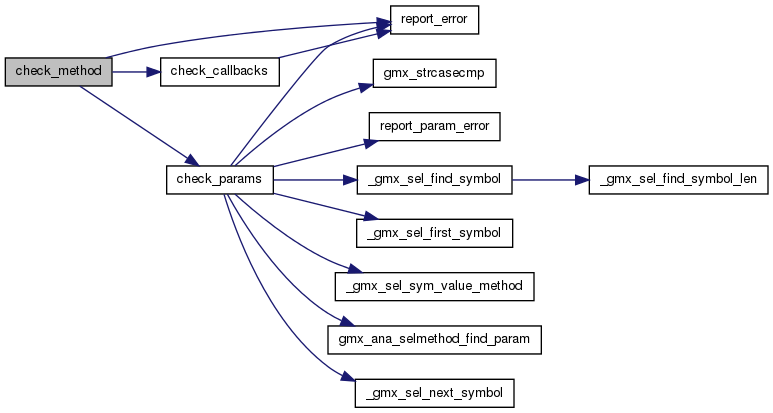 report_error
check_method
check_callbacks
gmx_strcasecmp
report_param_error
check_params
_gmx_sel_find_symbol
_gmx_sel_find_symbol_len
_gmx_sel_first_symbol
_gmx_sel_sym_value_method
gmx_ana_selmethod_find_param
_gmx_sel_next_symbol